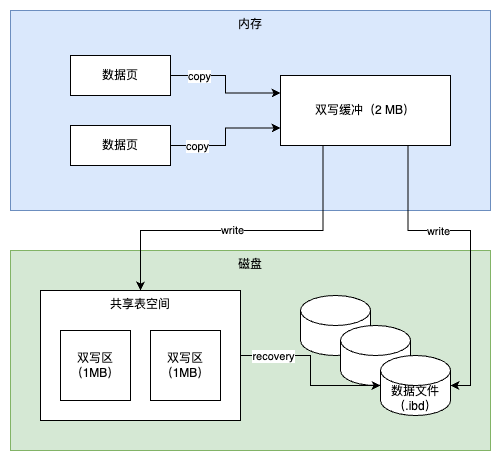 内存
数据页
copy
双写缓冲（2 MB）
数据页
copy
write
write
磁盘
共享表空间
双写区
（1MB）
双写区
（1MB）
recovery
数据文件
（.ibd）